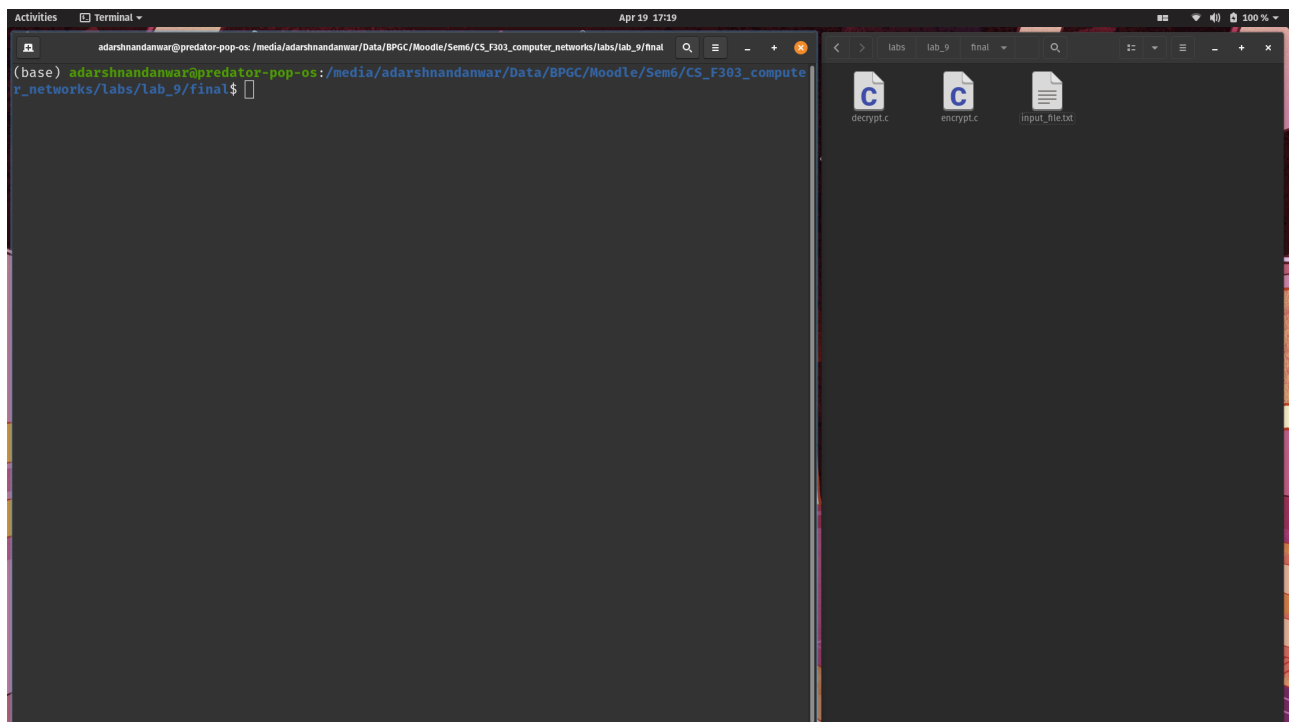 Activities Terminal Apr 19 17:19 100 %
adarshnandanwar@predator-pop-os: /media/adarshnandanwar/Data/BPGC/Moodle/Sem6/CS_F303_computer_networks/labs/lab_9/final
labs lab_9 final
(base) adarshnandanwar@predator-pop-os:/media/adarshnandanwar/Data/BPGC/Moodle/Sem6/CS_F303_compute
r_networks/labs/lab_9/final$
C C
decrypt.c encrypt.c input_file.txt